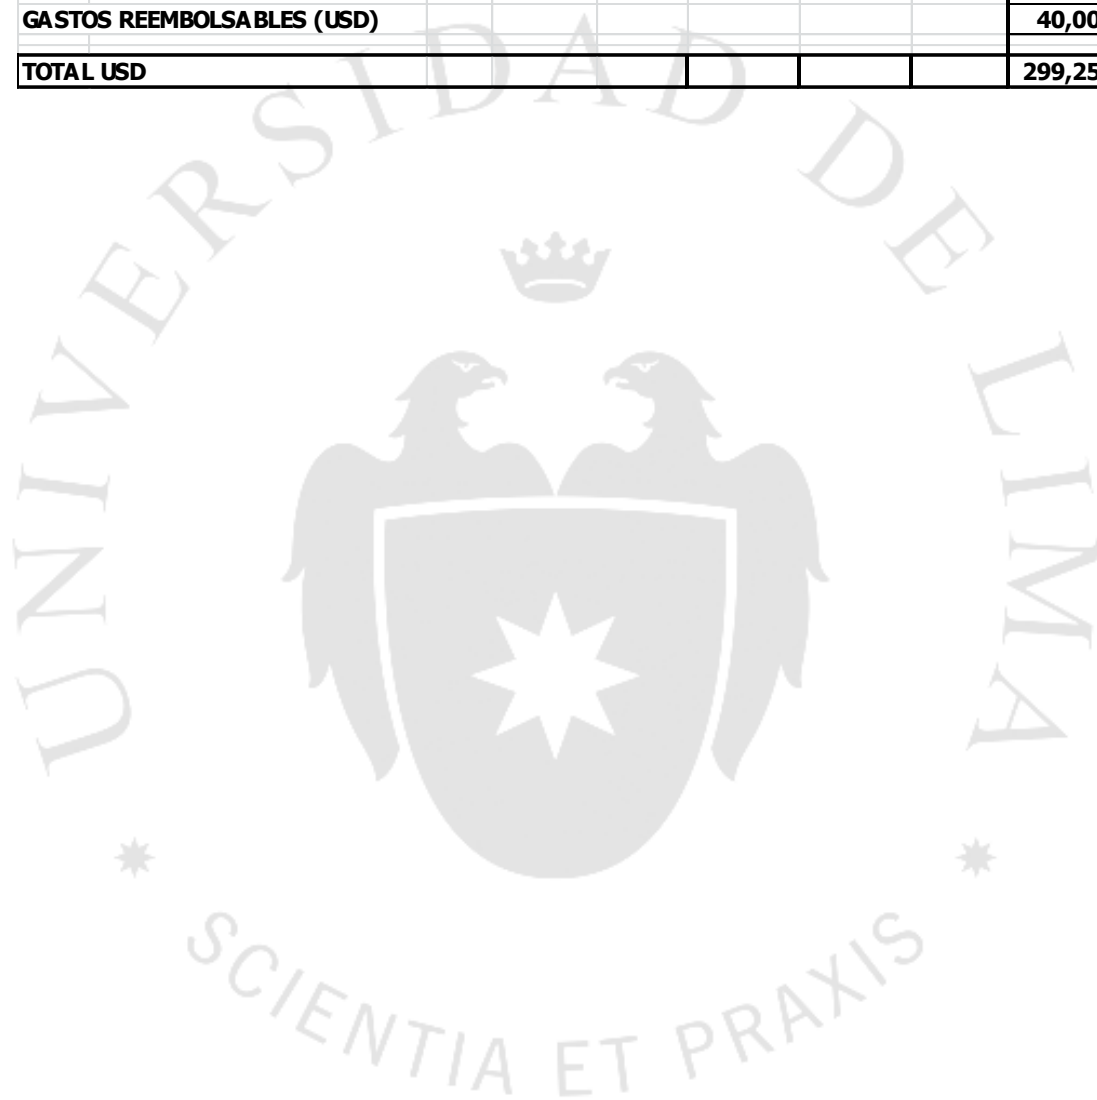 GASTOS REEMBOLSABLES (USD) 40,00
TOTAL USD 299,25
UNIVERSIDAD DE LIMA
SCIENTIA ET PRAXIS